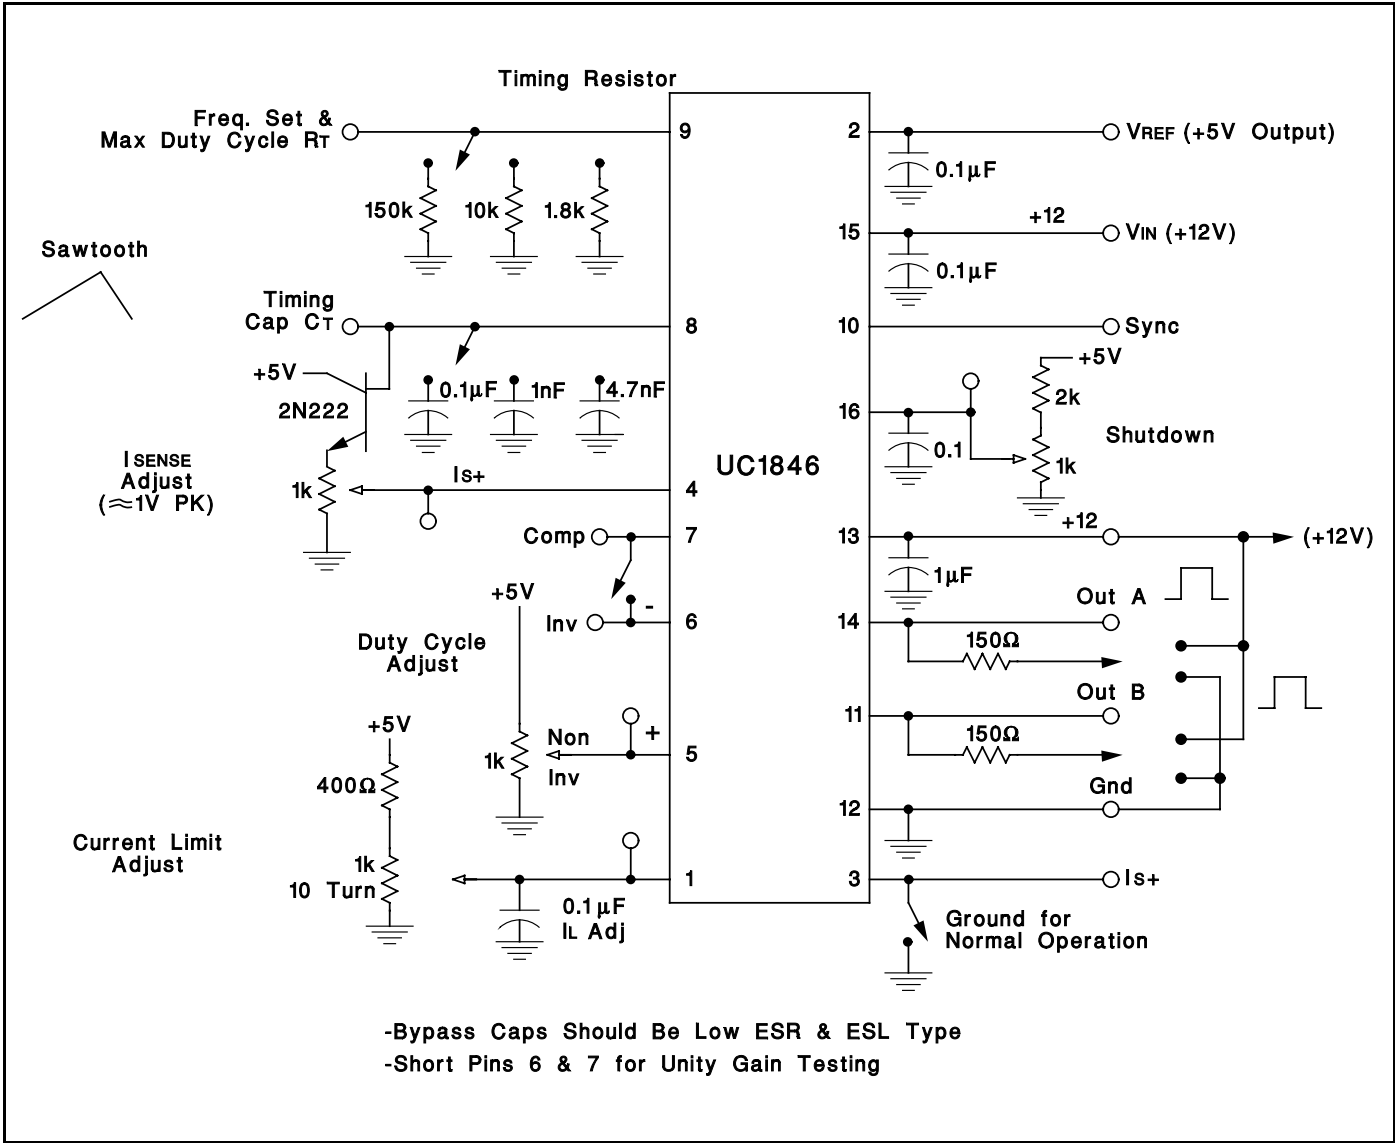 Timing Resistor
Freq. Set &
Max Duty Cycle RT
9
2
VREF (+5V Output)
0.1µF
150k
10k
1.8k
+12
15
VIN (+12V)
0.1µF
Sawtooth
Timing
Cap CT
8
10
Sync
+5V
+5V
2N222
0.1µF
1nF
4.7nF
16
2k
0.1
1k
Shutdown
UC1846
I SENSE
Adjust
(≈1V PK)
1k
IS+
4
+12
Comp
7
13
(+12V)
1µF
+5V
-
Out A
Inv
6
14
150Ω
Duty Cycle
Adjust
Out B
+5V
11
Non
+
150Ω
1k
5
Inv
400Ω
Gnd
12
Current Limit
Adjust
1k
10 Turn
1
3
IS+
0.1µF
IL Adj
Ground for
Normal Operation
-Bypass Caps Should Be Low ESR & ESL Type
-Short Pins 6 & 7 for Unity Gain Testing